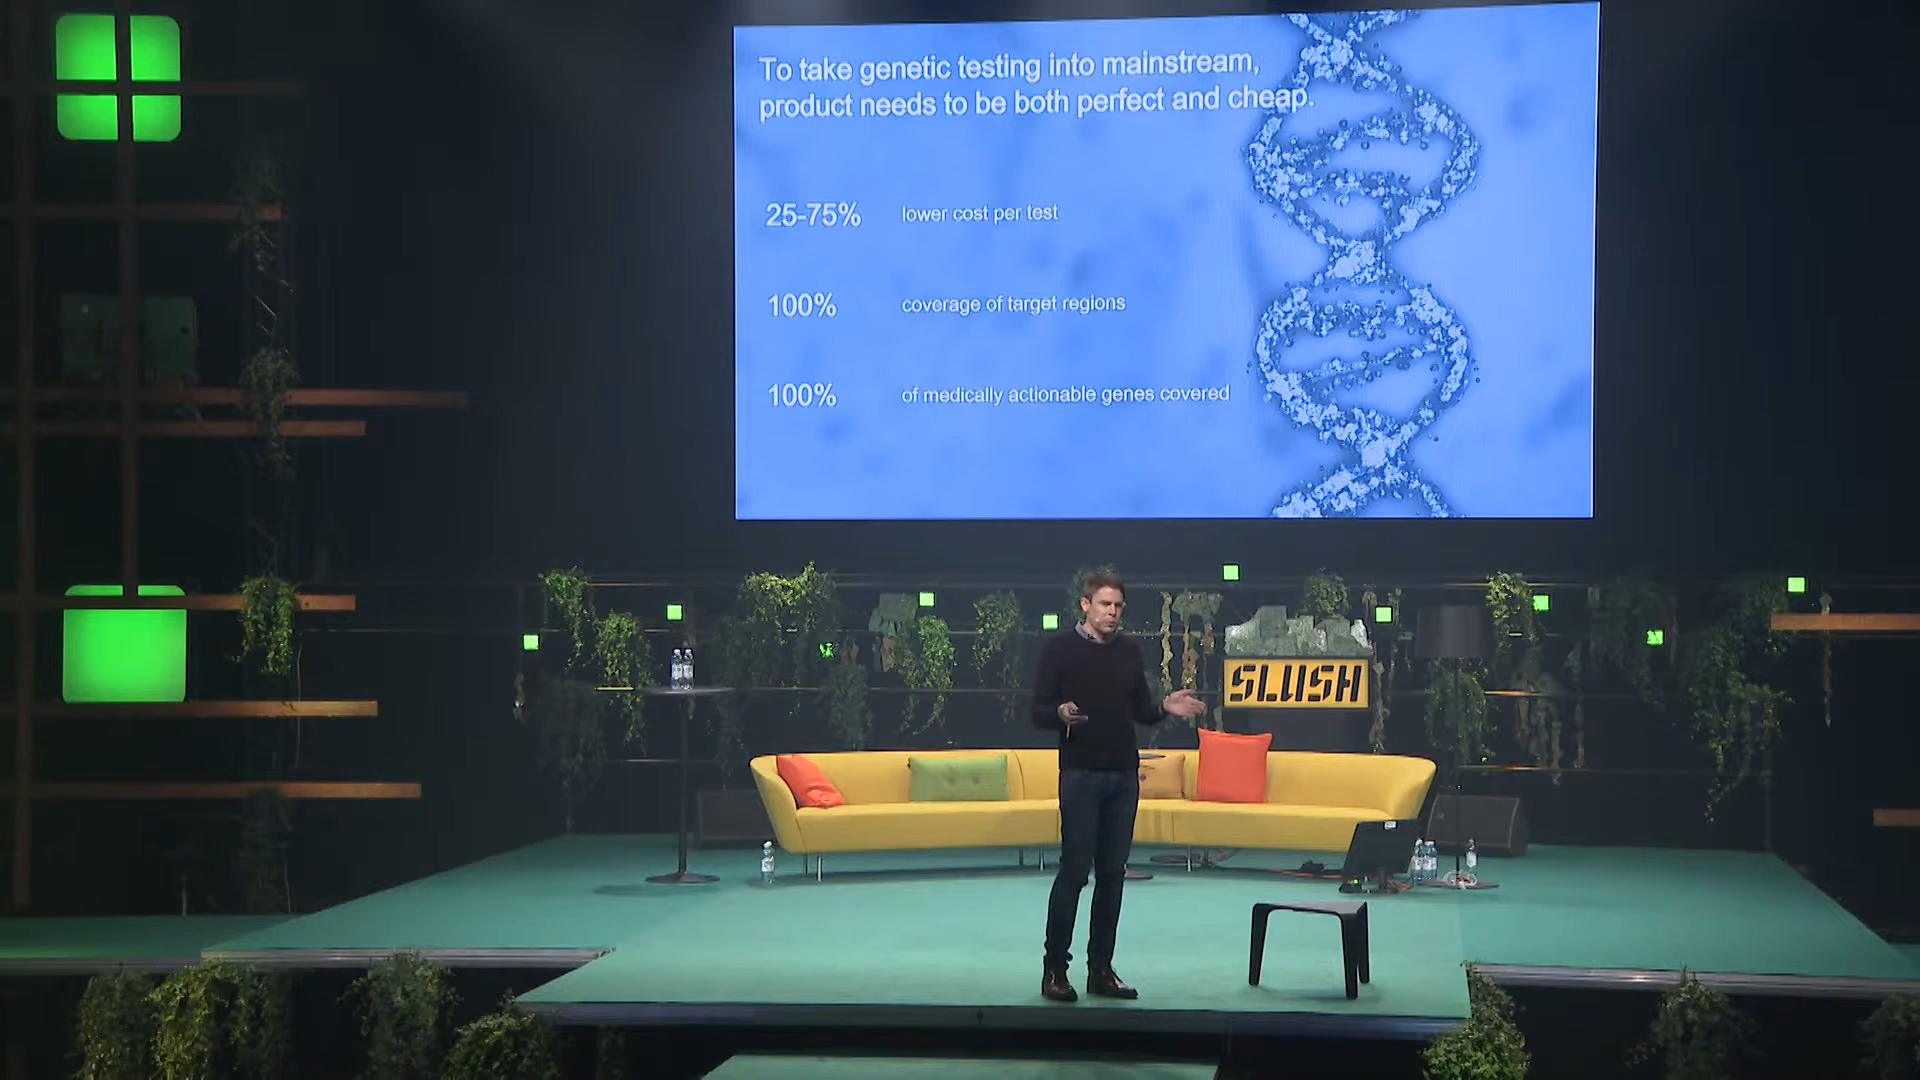 To take genetic testing into mainstream,
product needs to be both perfect and cheap.
25-75% lower cost per test
100% coverage of target regions
100% of medically actionable genes covered
SLUSH